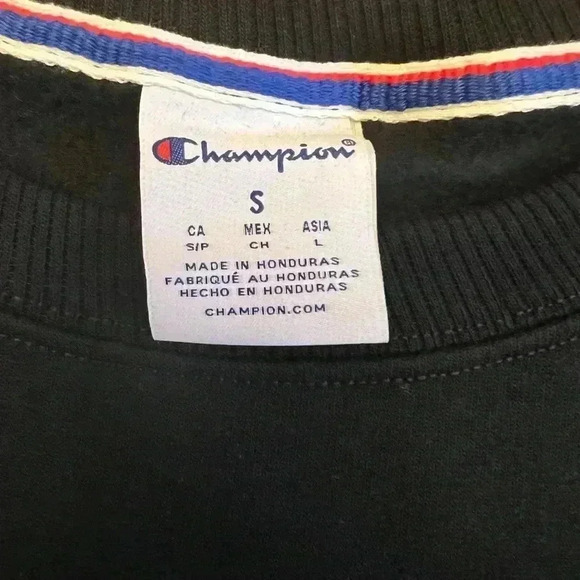 Champion
S
CA MEX ASIA
S/P CH L
MADE IN HONDURAS
FABRIQUÉ AU HONDURAS
HECHO EN HONDURAS
CHAMPION.COM